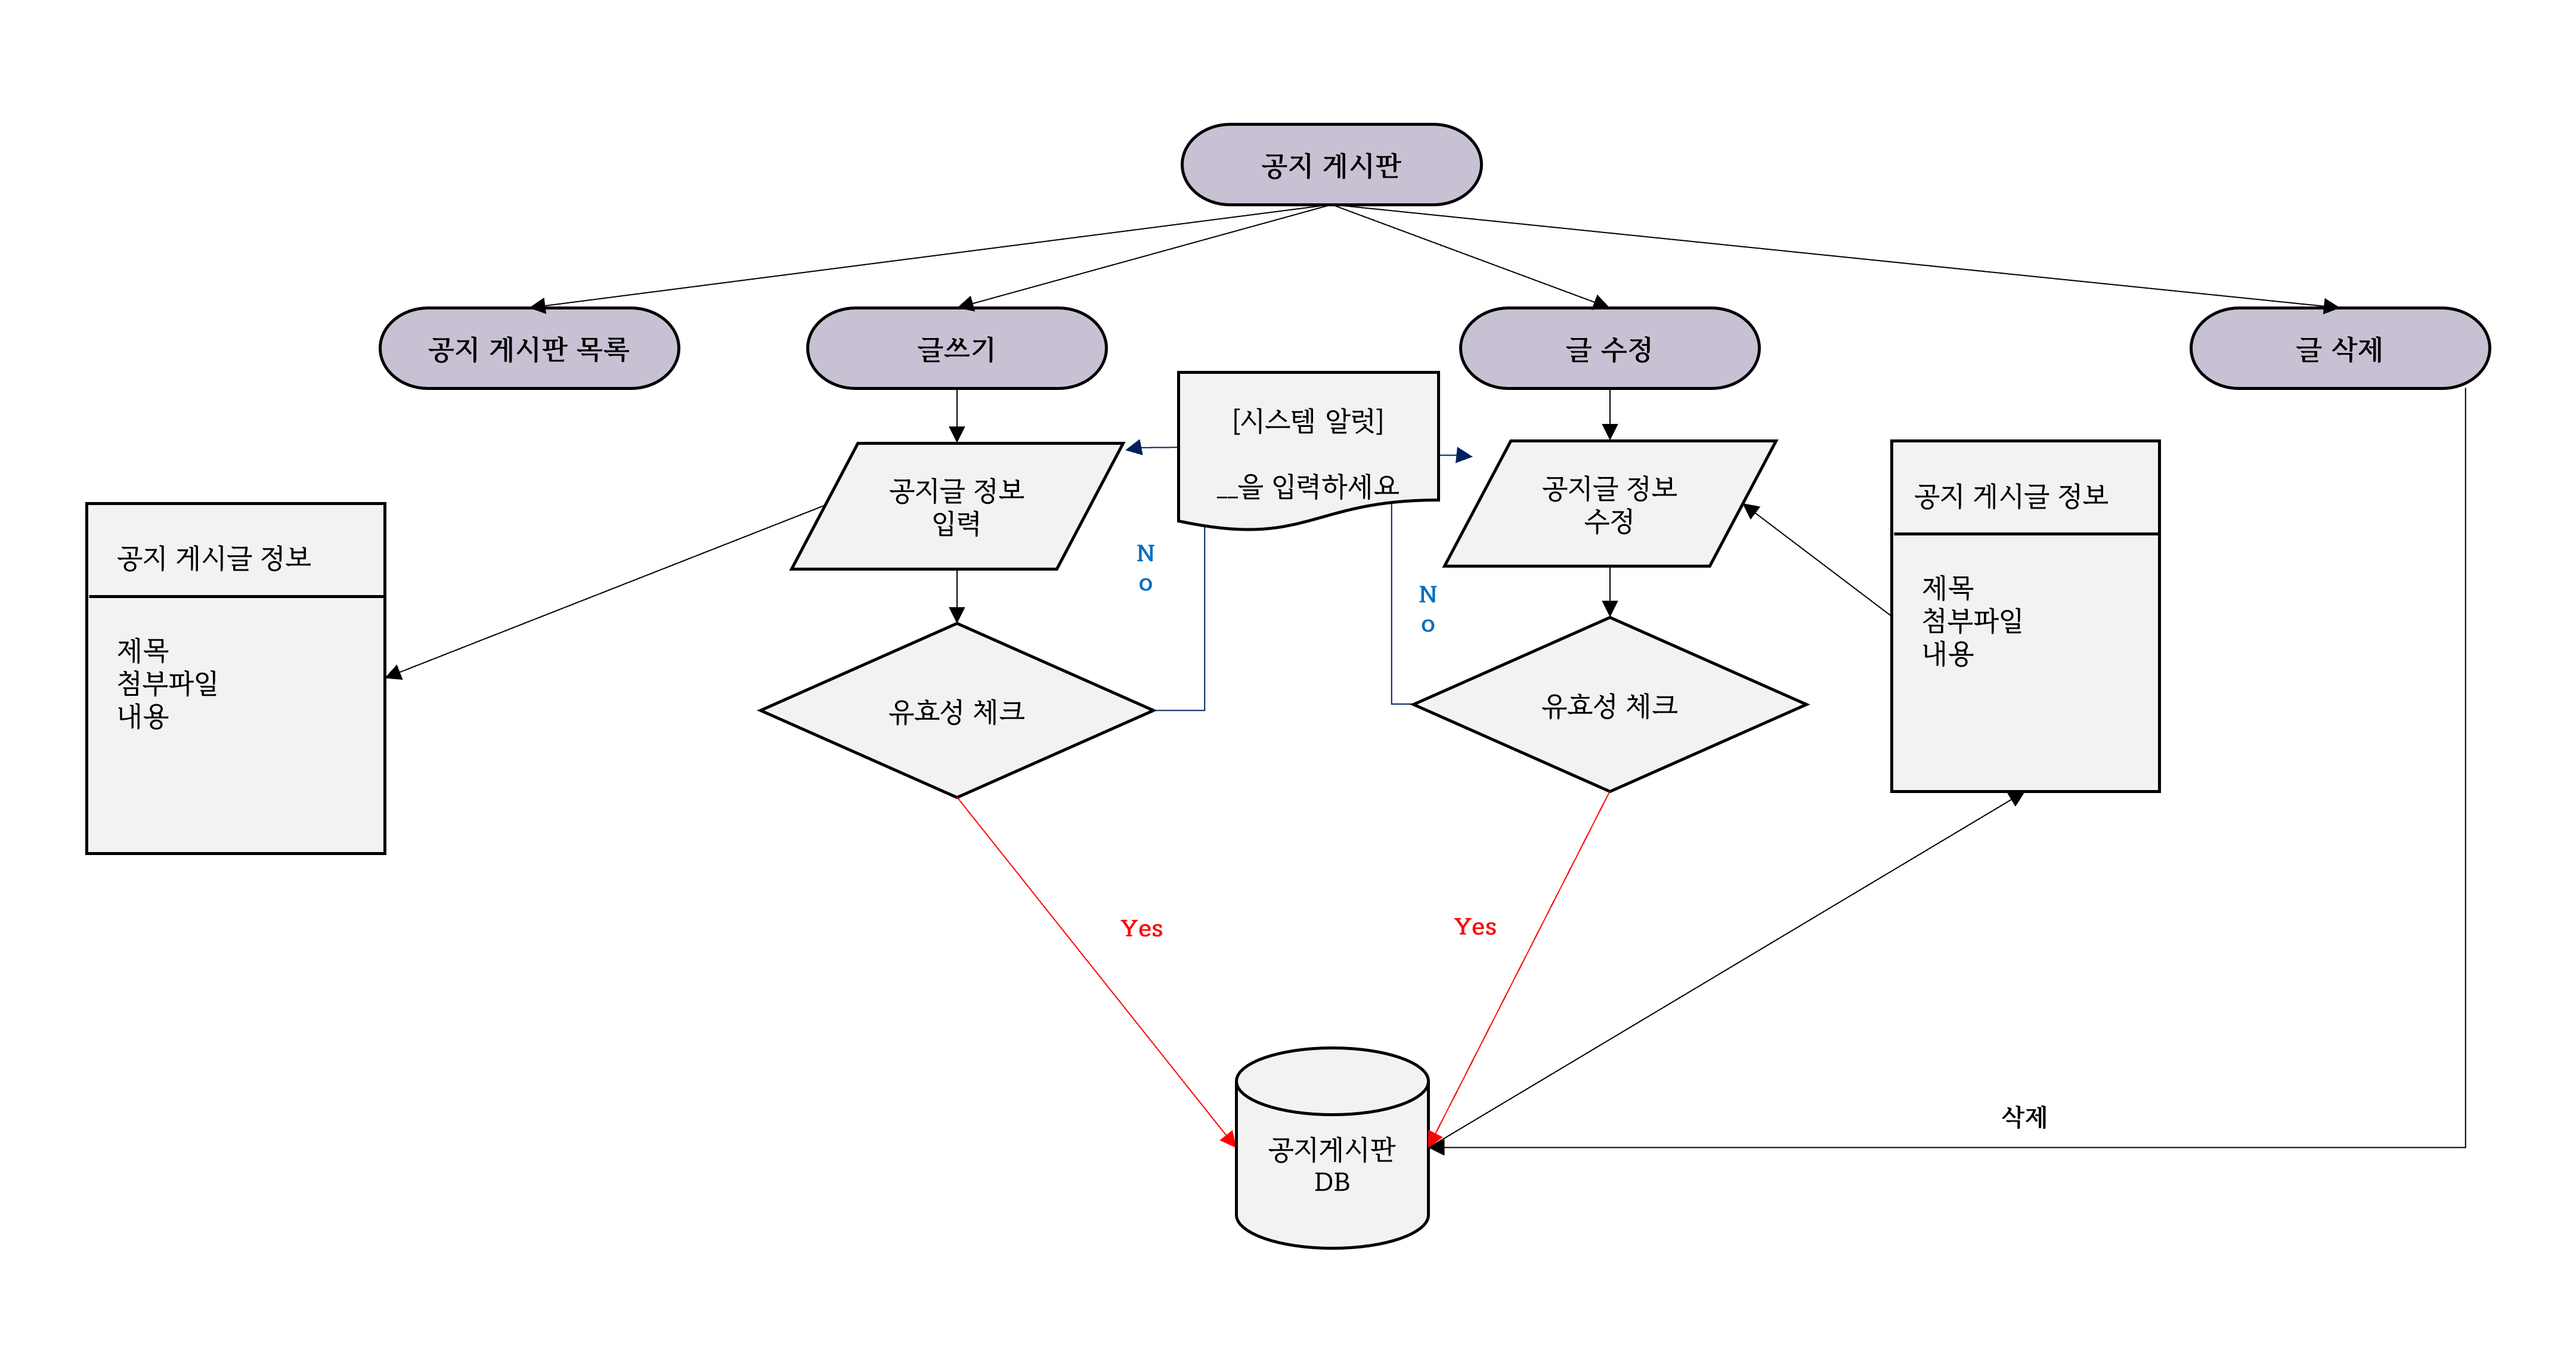 공지 게시판
공지 게시판 목록
글쓰기
글 수정
글 삭제
[시스템 알럿]
__을 입력하세요
공지글 정보
입력
공지글 정보
수정
공지 게시글 정보
제목
첨부파일
내용
공지 게시글 정보
제목
첨부파일
내용
N
o
N
o
유효성 체크
유효성 체크
Yes
Yes
삭제
공지게시판
DB